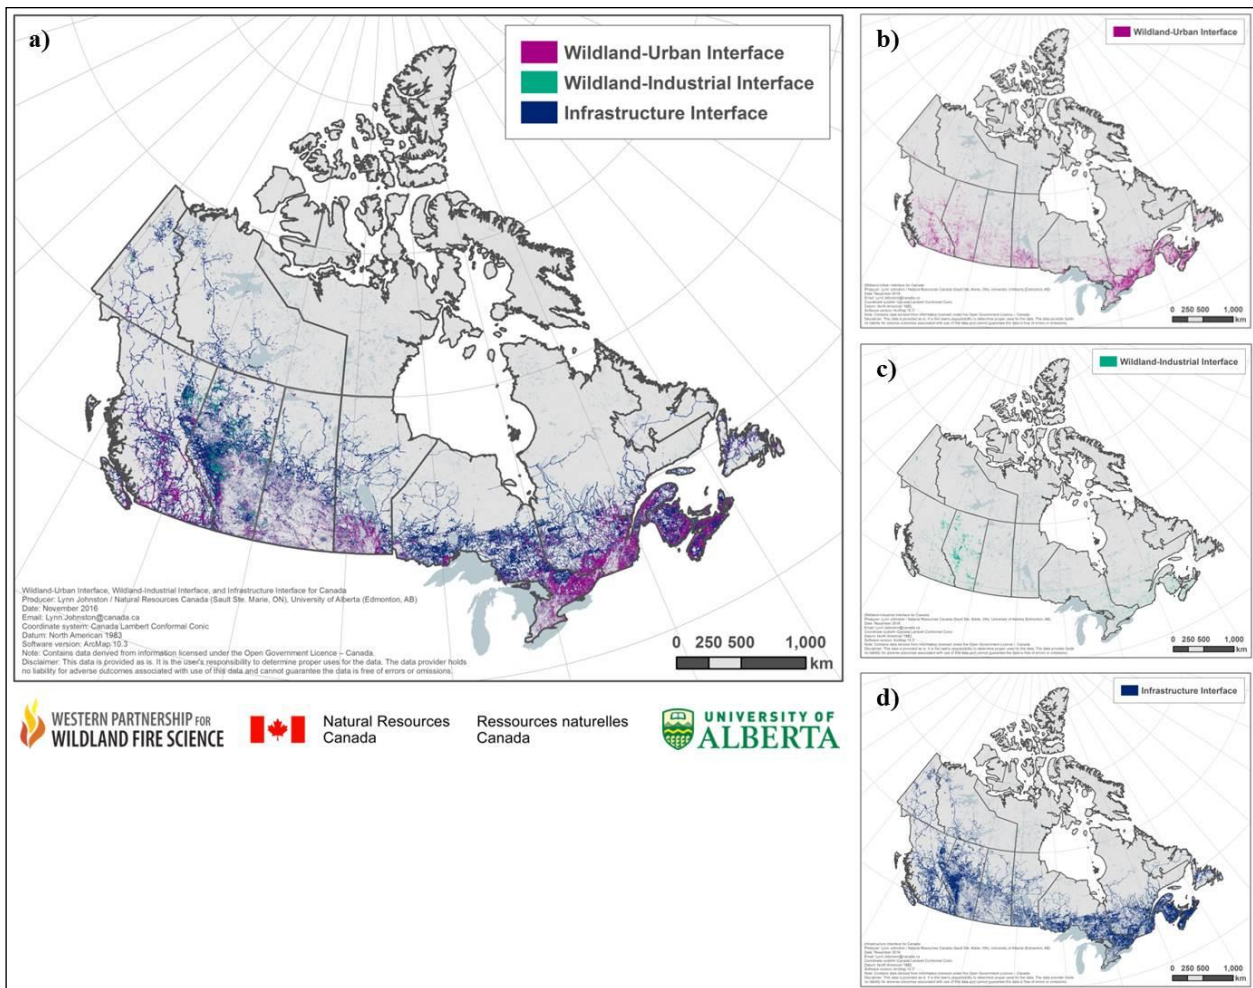 a)
Wildland-Urban Interface
Wildland-Industrial Interface
Infrastructure Interface
Wildland-Urban Interface, Wildland-Industrial Interface, and Infrastructure Interface for Canada
Producer: Lynn Johnston / Natural Resources Canada (Sault Ste. Marie, ON), University of Alberta (Edmonton, AB)
Date: November 2016
Email: Lynn.Johnston@canada.ca
Coordinate system: Canada Lambert Conformal Conic
Datum: North American 1983
Software version: ArcMap 10.3
Note: Contains data derived from information licensed under the Open Government Licence – Canada.
Disclaimer: This data is provided as is. It is the user's responsibility to determine proper uses for the data. The data provider holds
no liability for adverse outcomes associated with use of this data and cannot guarantee the data is free of errors or omissions.
0 250 500 1,000
km
WESTERN PARTNERSHIP FOR
WILDLAND FIRE SCIENCE
Natural Resources
Canada
Ressources naturelles
Canada
UNIVERSITY OF
ALBERTA
b)
Wildland-Urban Interface
0 250 500 1,000
km
c)
Wildland-Industrial Interface
0 250 500 1,000
km
d)
Infrastructure Interface
0 250 500 1,000
km